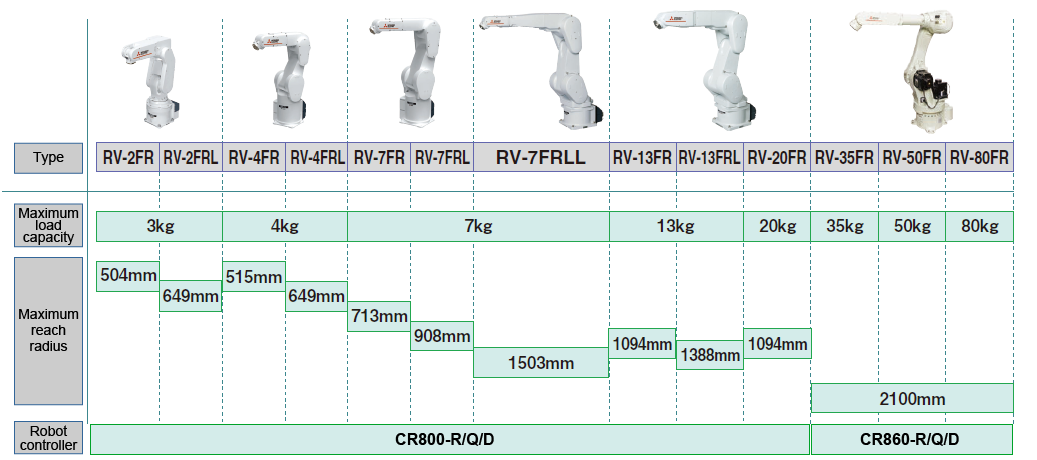 Type
RV-2FR RV-2FRL RV-4FR RV-4FRL RV-7FR RV-7FRL RV-7FRLL RV-13FR RV-13FRL RV-20FR RV-35FR RV-50FR RV-80FR
Maximum
load
capacity
3kg 4kg 7kg 13kg 20kg 35kg 50kg 80kg
Maximum
reach
radius
504mm 515mm
649mm 649mm
713mm
908mm
1503mm
1094mm 1094mm
1388mm
2100mm
Robot
controller
CR800-R/Q/D CR860-R/Q/D